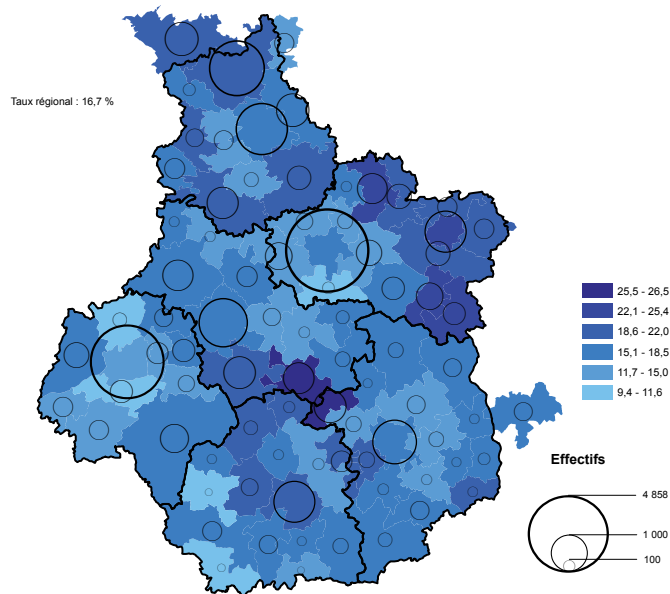 Taux régional : 16,7 %
25,5 - 26,5
22,1 - 25,4
18,6 - 22,0
15,1 - 18,5
11,7 - 15,0
9,4 - 11,6
Effectifs
4 858
1 000
100